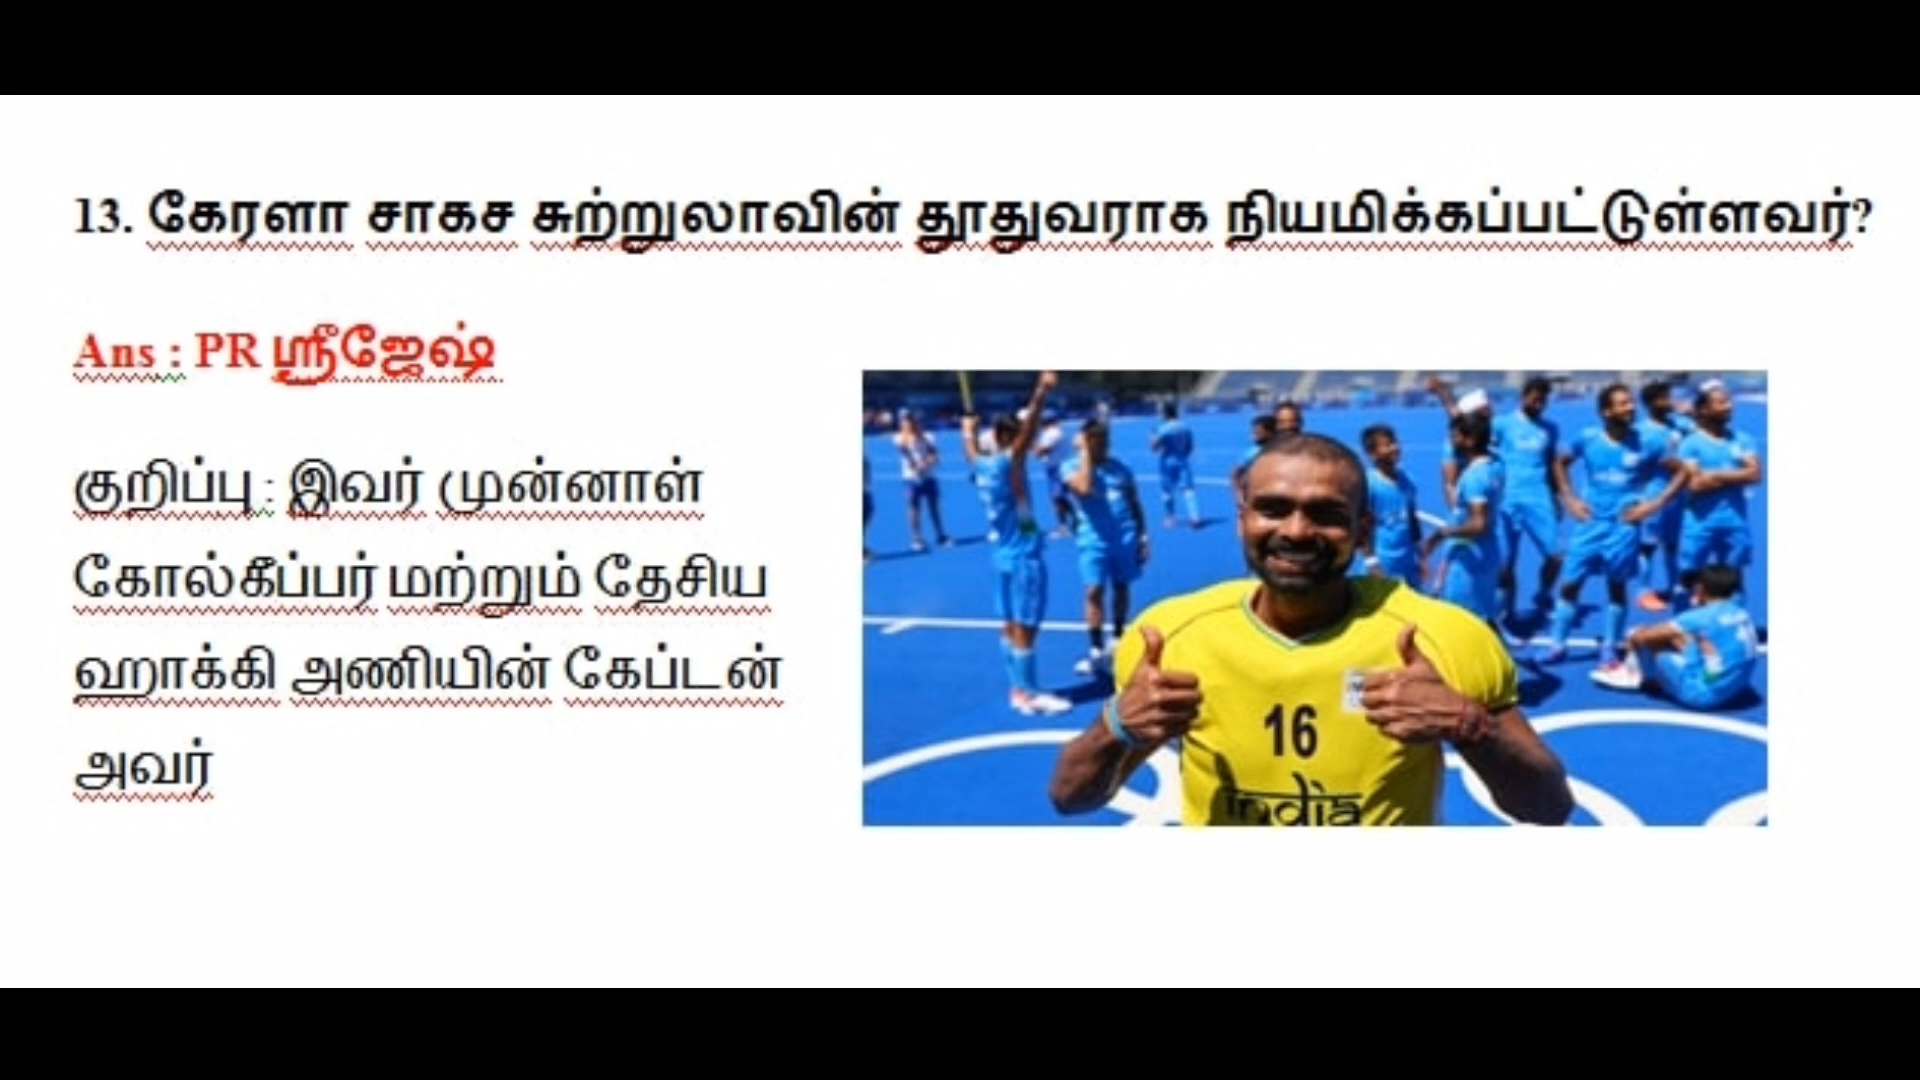 13. கேரளா சாகச சுற்றுலாவின் தூதுவராக நியமிக்கப்பட்டுள்ளவர்?
Ans : PR ஸ்ரீஜேஷ்
குறிப்பு : இவர் முன்னாள்
கோல்கீப்பர் மற்றும் தேசிய
ஹாக்கி அணியின் கேப்டன்
அவர்
16
india